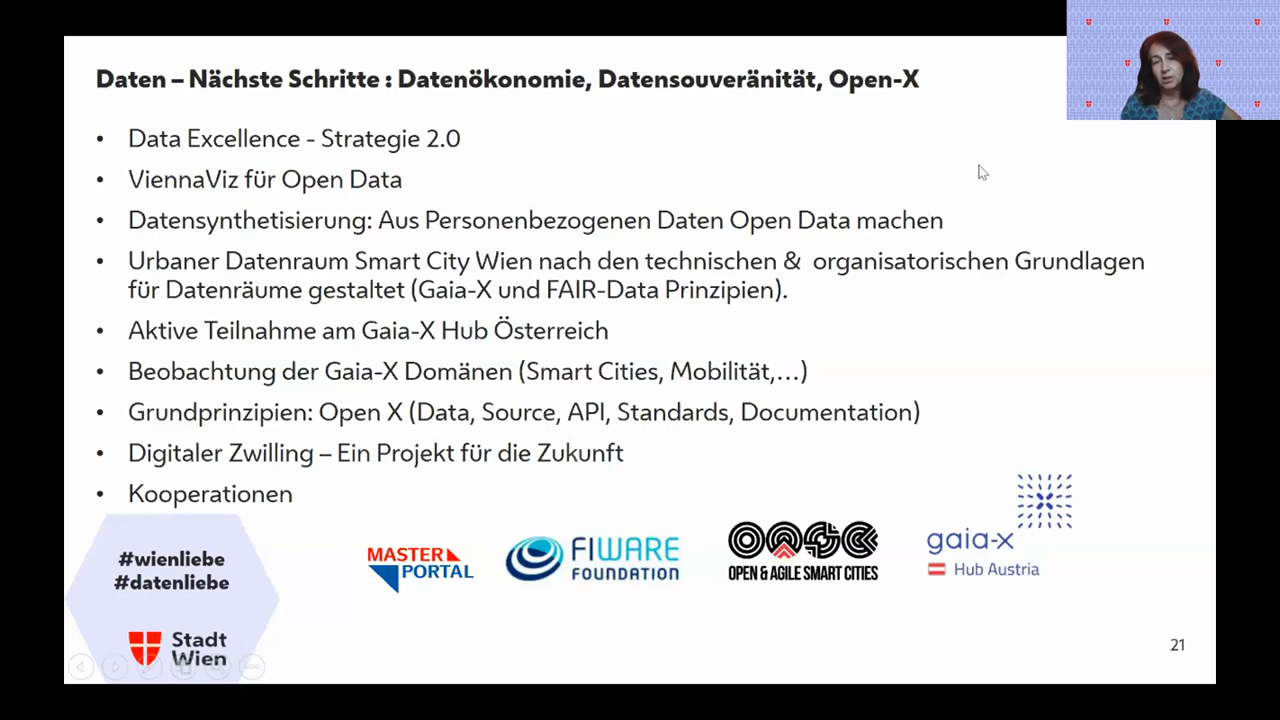 Daten – Nächste Schritte : Datenökonomie, Datensouveränität, Open-X
• Data Excellence - Strategie 2.0
• ViennaViz für Open Data
• Datensynthetisierung: Aus Personenbezogenen Daten Open Data machen
• Urbaner Datenraum Smart City Wien nach den technischen & organisatorischen Grundlagen
für Datenräume gestaltet (Gaia-X und FAIR-Data Prinzipien).
• Aktive Teilnahme am Gaia-X Hub Österreich
• Beobachtung der Gaia-X Domänen (Smart Cities, Mobilität,…)
• Grundprinzipien: Open X (Data, Source, API, Standards, Documentation)
• Digitaler Zwilling – Ein Projekt für die Zukunft
• Kooperationen
#wienliebe
#datenliebe
Stadt
Wien
MASTER
PORTAL
FIWARE
FOUNDATION
OASC
OPEN & AGILE SMART CITIES
gaia-x
Hub Austria
21